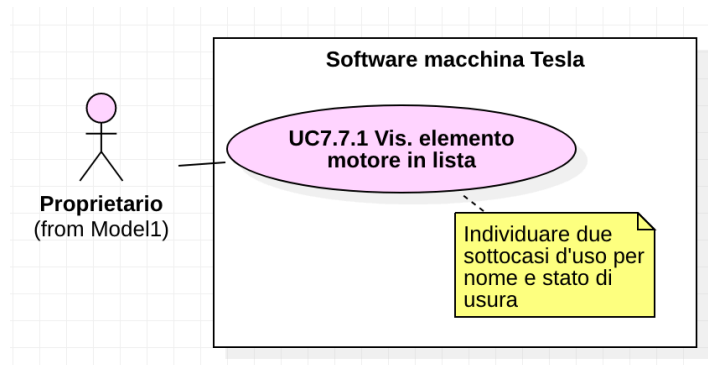 Software macchina Tesla
UC7.7.1 Vis. elemento
motore in lista
Proprietario
(from Model1)
Individuare due
sottocasi d'uso per
nome e stato di
usura